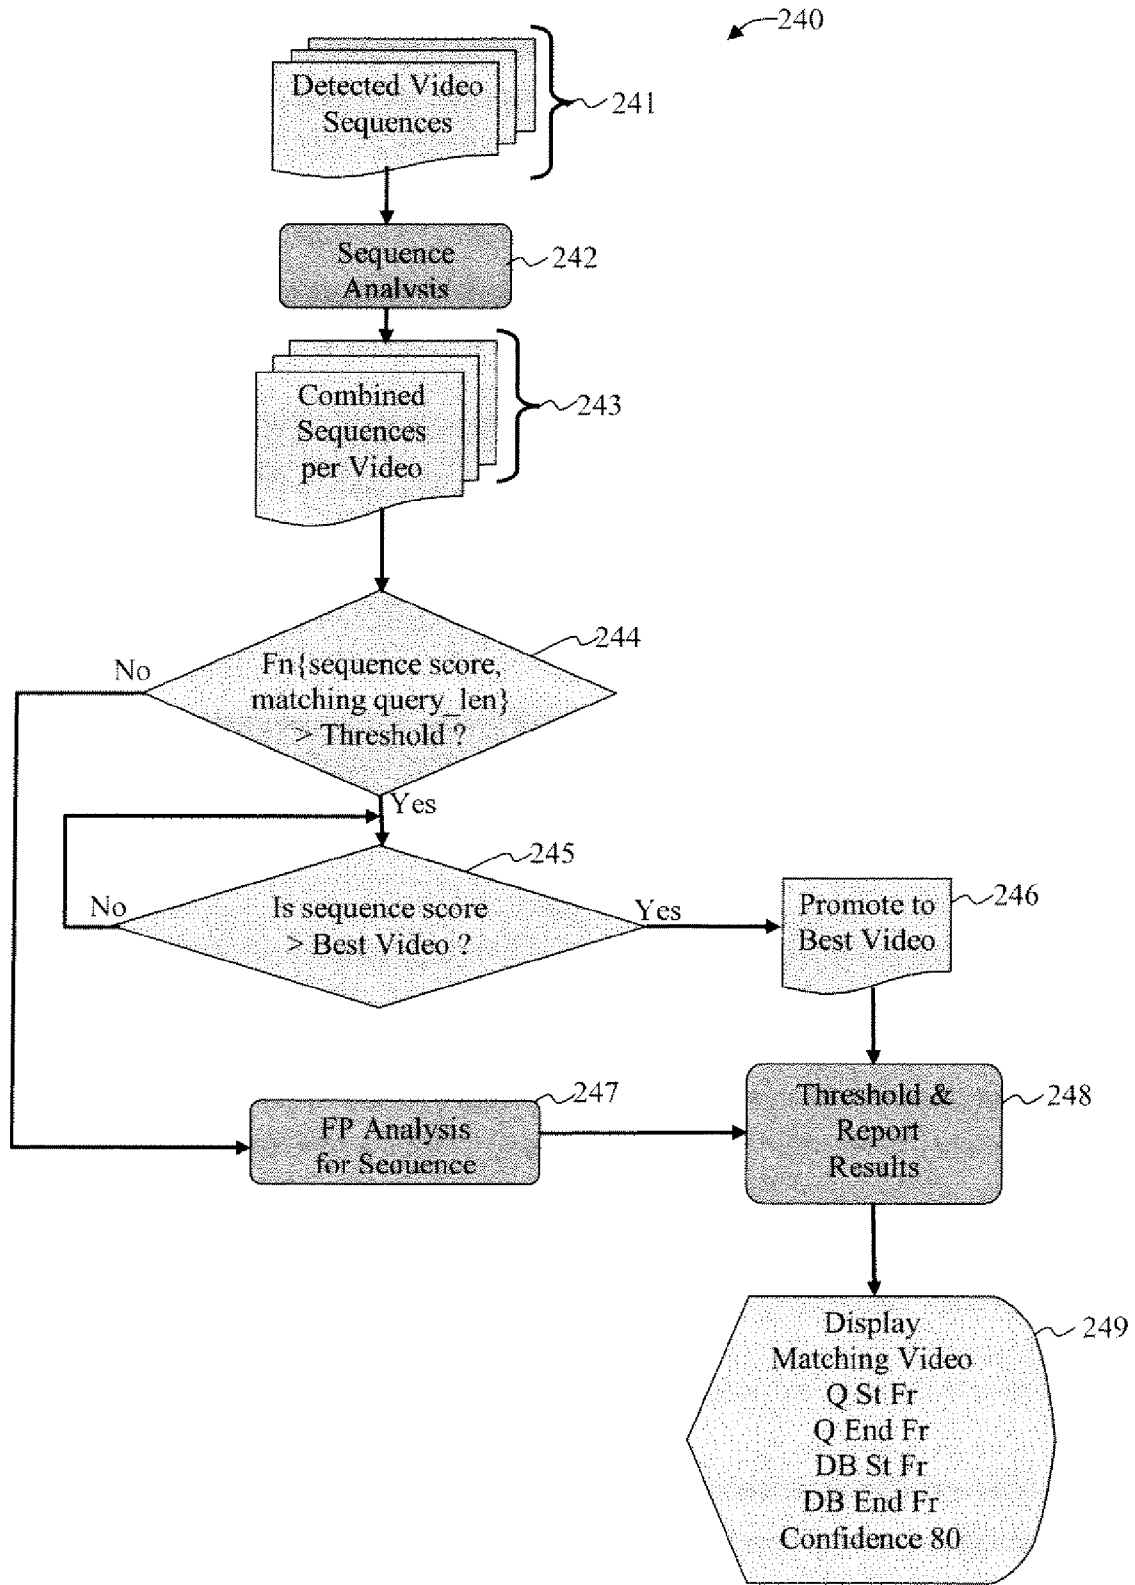 240
Detected Video
Sequences
241
Sequence
Analysis
242
Combined
Sequences
per Video
243
244
No
Fn{sequence score,
matching query_len}
> Threshold ?
Yes
245
No
Is sequence score
> Best Video ?
Yes
Promote to
Best Video
246
247
FP Analysis
for Sequence
Threshold &
Report
Results
248
Display
Matching Video
Q St Fr
Q End Fr
DB St Fr
DB End Fr
Confidence 80
249